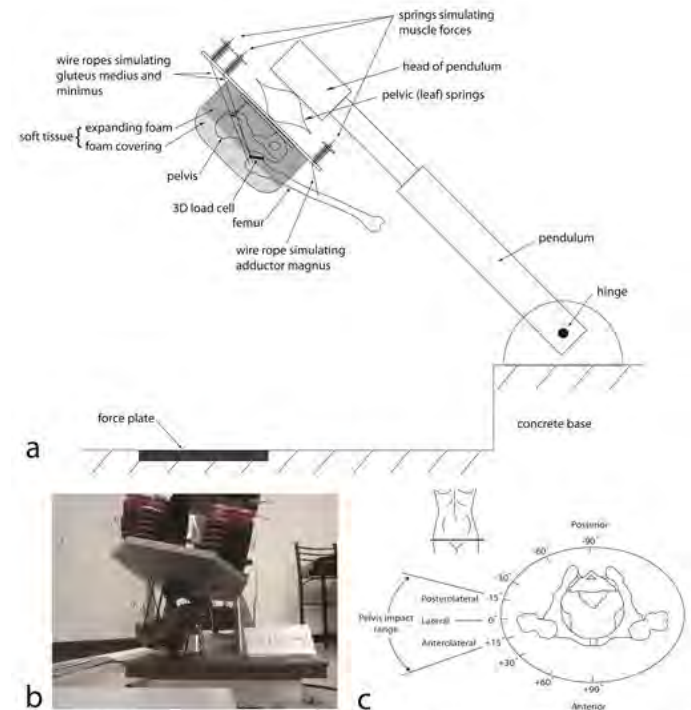 springs simulating
muscle forces
wire ropes simulating
gluteus medius and
minimus
head of pendulum
pelvic (leaf) springs
soft tissue { expanding foam
foam covering
pelvis
3D load cell
femur
wire rope simulating
adductor magnus
pendulum
hinge
force plate
concrete base
a
b
c
Posterior
-90°
-60
-30
-15
Posterolateral
Pelvis impact
range
Lateral
0°
Anterolateral
+15
+30
+60
+90°
Anterior